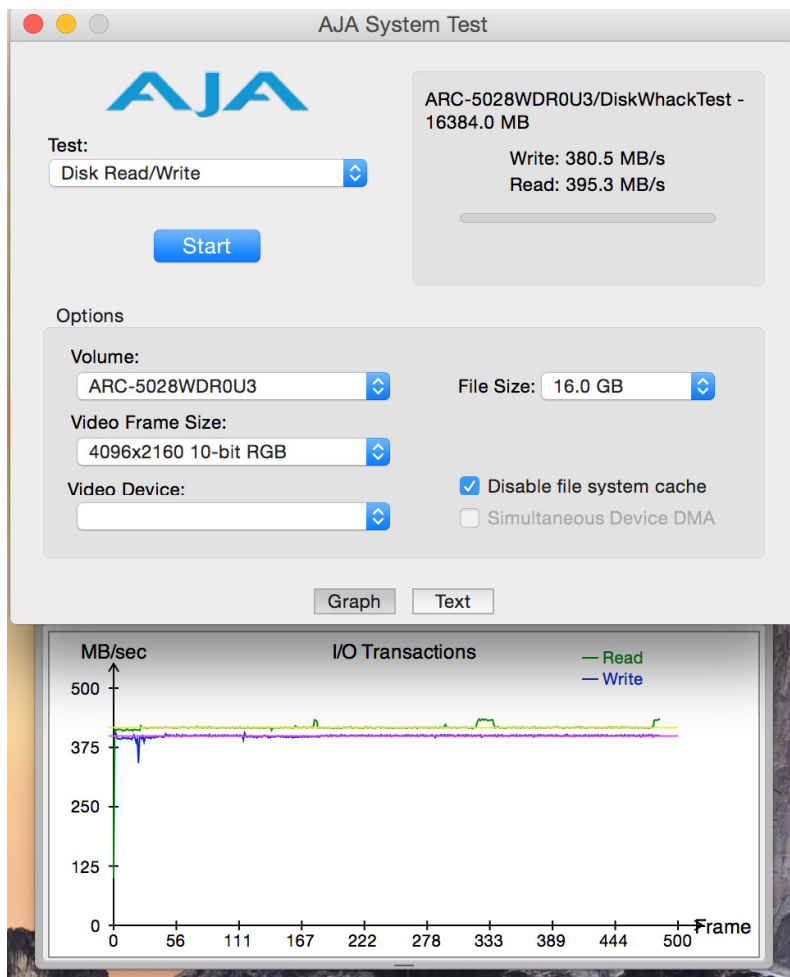 AJA System Test
AJA
ARC-5028WDR0U3/DiskWhackTest -
16384.0 MB
Write: 380.5 MB/s
Read: 395.3 MB/s
Test:
Disk Read/Write
Start
Options
Volume:
ARC-5028WDR0U3
File Size: 16.0 GB
Video Frame Size:
4096x2160 10-bit RGB
Video Device:
Disable file system cache
Simultaneous Device DMA
Graph Text
MB/sec I/O Transactions
Read
Write
500
375
250
125
0
0 56 111 167 222 278 333 389 444 500 Frame